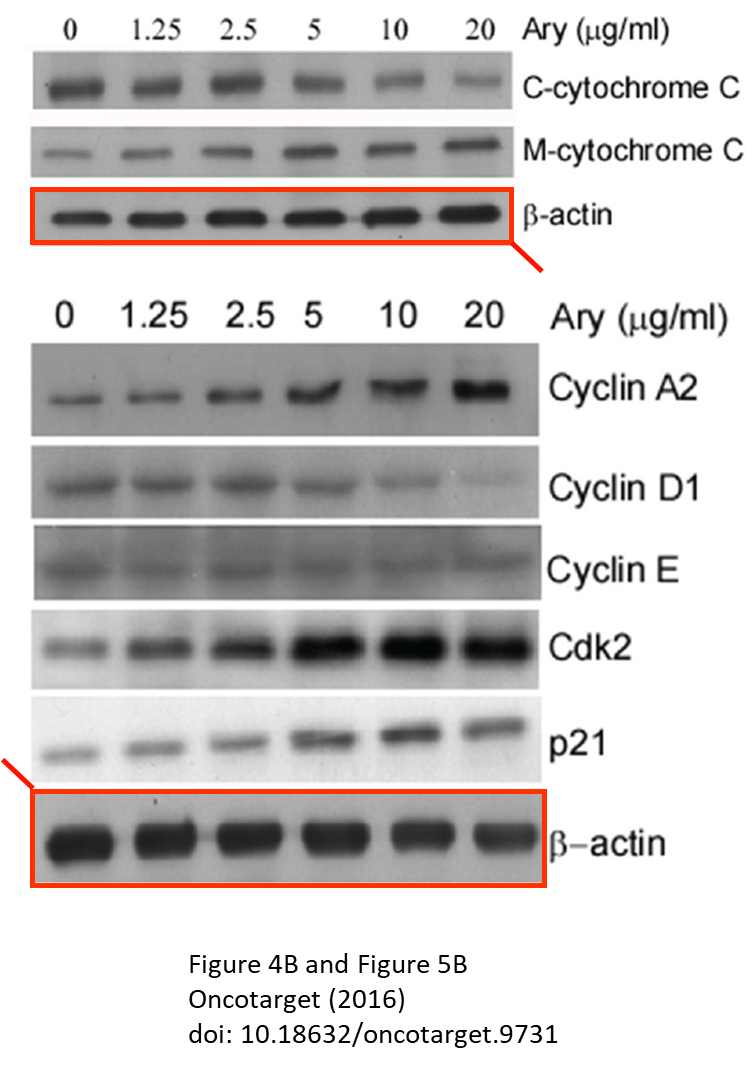 0 1.25 2.5 5 10 20 Ary (μg/ml)
C-cytochrome C
M-cytochrome C
β-actin
0 1.25 2.5 5 10 20 Ary (μg/ml)
Cyclin A2
Cyclin D1
Cyclin E
Cdk2
p21
β−actin
Figure 4B and Figure 5B
Oncotarget (2016)
doi: 10.18632/oncotarget.9731